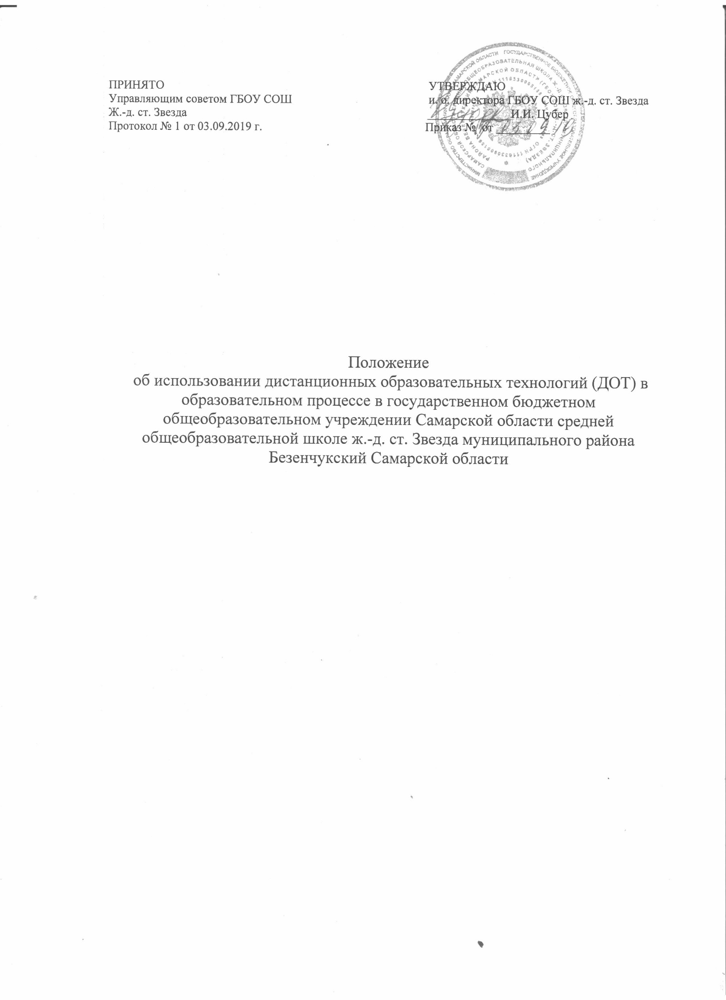 ПРИНЯТО
Управляющим советом ГБОУ СОШ
Ж.-д. ст. Звезда
Протокол № 1 от 03.09.2019 г.
УТВЕРЖДАЮ
и. о. директора ГБОУ СОШ ж.-д. ст. Звезда
И.И. Цубер
Приказ № от
Положение
об использовании дистанционных образовательных технологий (ДОТ) в
образовательном процессе в государственном бюджетном
общеобразовательном учреждении Самарской области средней
общеобразовательной школе ж.-д. ст. Звезда муниципального района
Безенчукский Самарской области